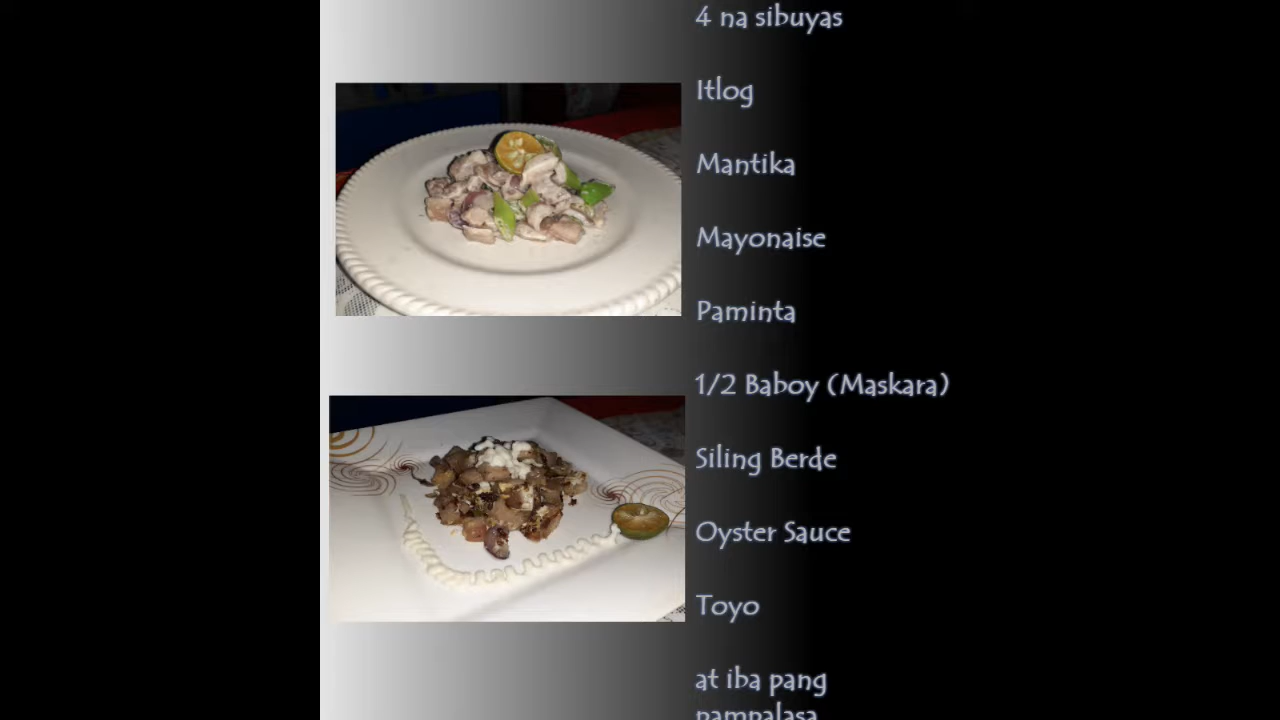 4 na sibuyas
Itlog
Mantika
Mayonaise
Paminta
1/2 Baboy (Maskara)
Siling Berde
Oyster Sauce
Toyo
at iba pang
pampalasa